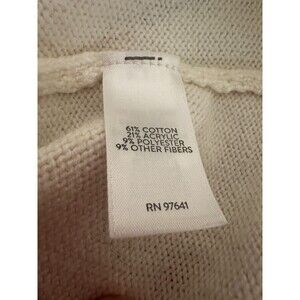 61% COTTON
21% ACRYLIC
9% POLYESTER
9% OTHER FIBERS
RN 97641